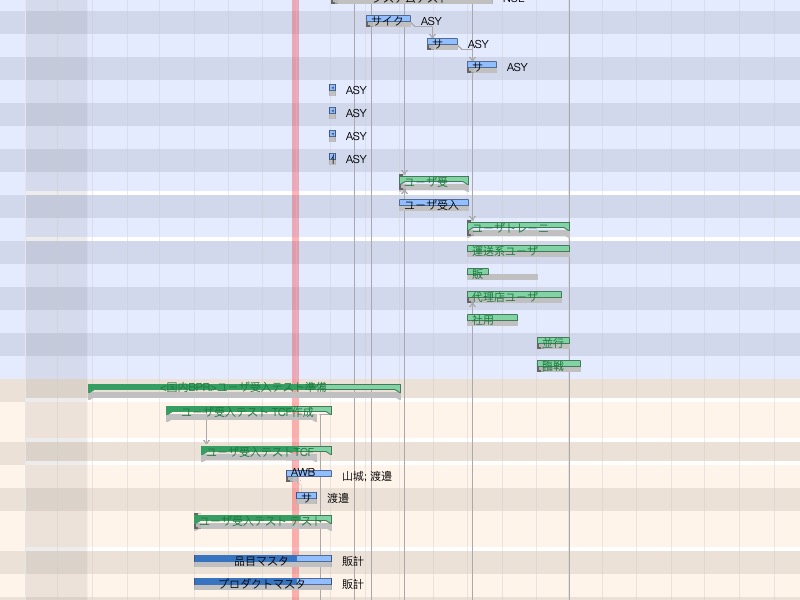 システムテスト NSL
サイク ASY
サ ASY
サ ASY
ASY
ASY
ASY
ASY
ユーザ受
ユーザ受入
ユーザトレーニ
運送系ユーザ
販
代理店ユーザ
社用
並行
臨戦
<国内BPR>ユーザ受入テスト準備
ユーザ受入テスト TCF作成
ユーザ受入テストTCF
AWB 山城; 渡邉
サ 渡邉
ユーザ受入テスト テスト
品目マスタ 販計
プロダクトマスタ 販計